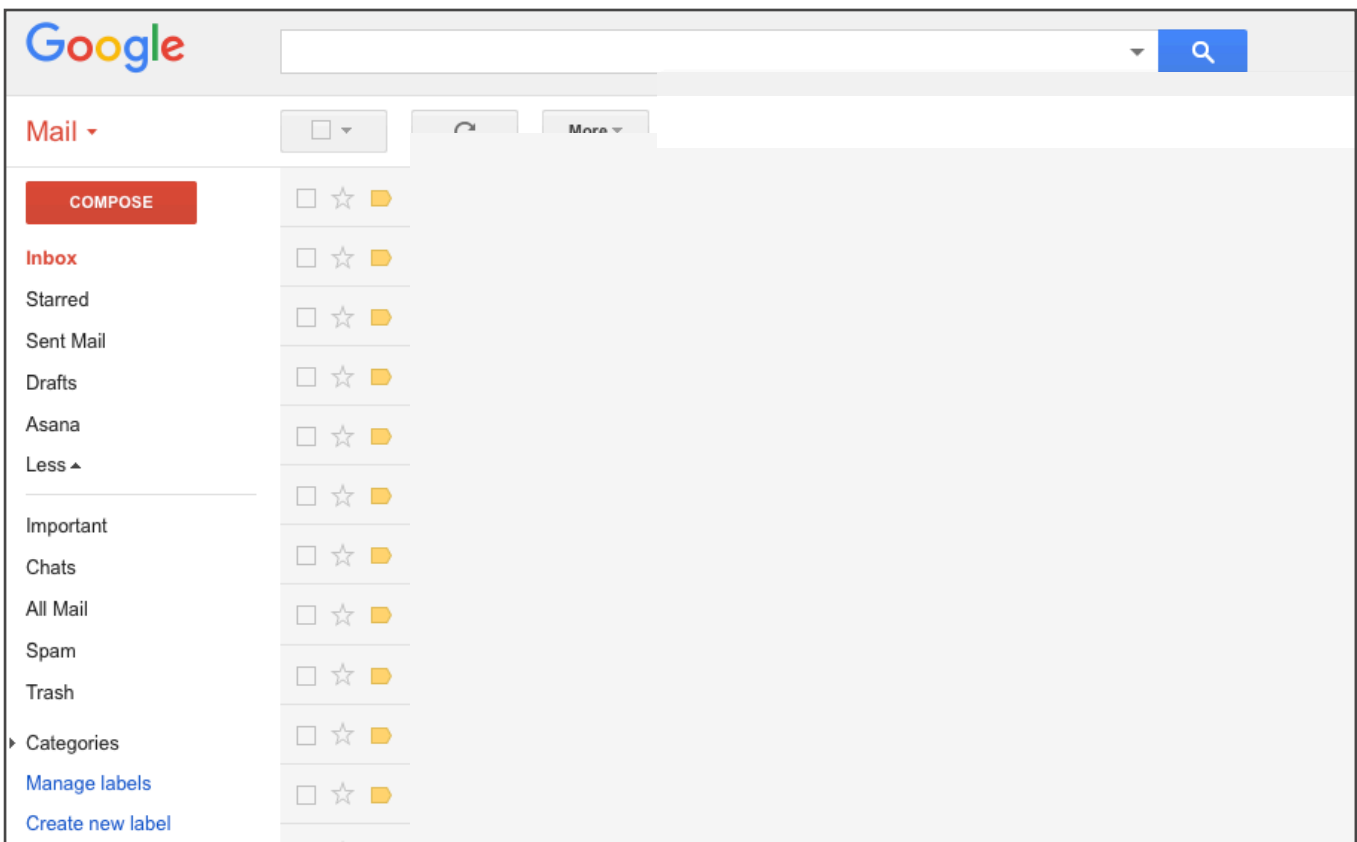 Google
Mail
More
COMPOSE
Inbox
Starred
Sent Mail
Drafts
Asana
Less
Important
Chats
All Mail
Spam
Trash
Categories
Manage labels
Create new label